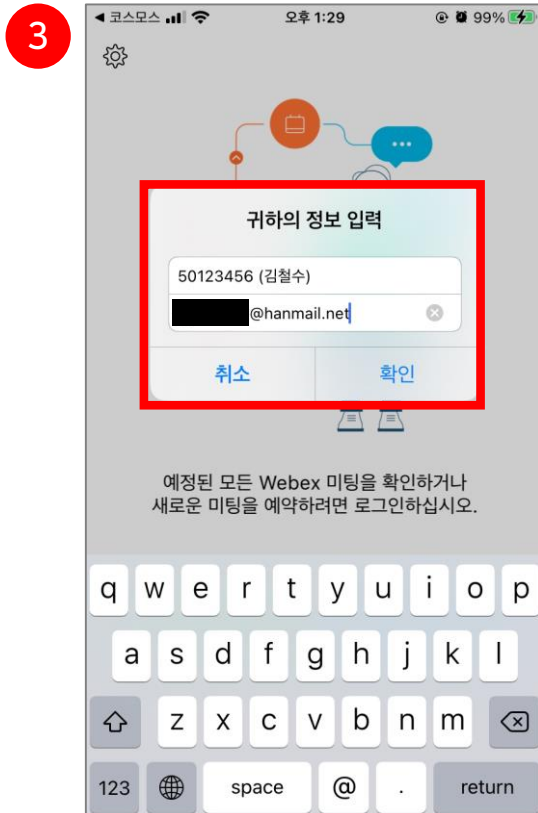 3
코스모스 오후 1:29 99%
귀하의 정보 입력
50123456 (김철수)
@hanmail.net
취소 확인
예정된 모든 Webex 미팅을 확인하거나
새로운 미팅을 예약하려면 로그인하십시오.
q w e r t y u i o p
a s d f g h j k l
z x c v b n m
123 space @ . return